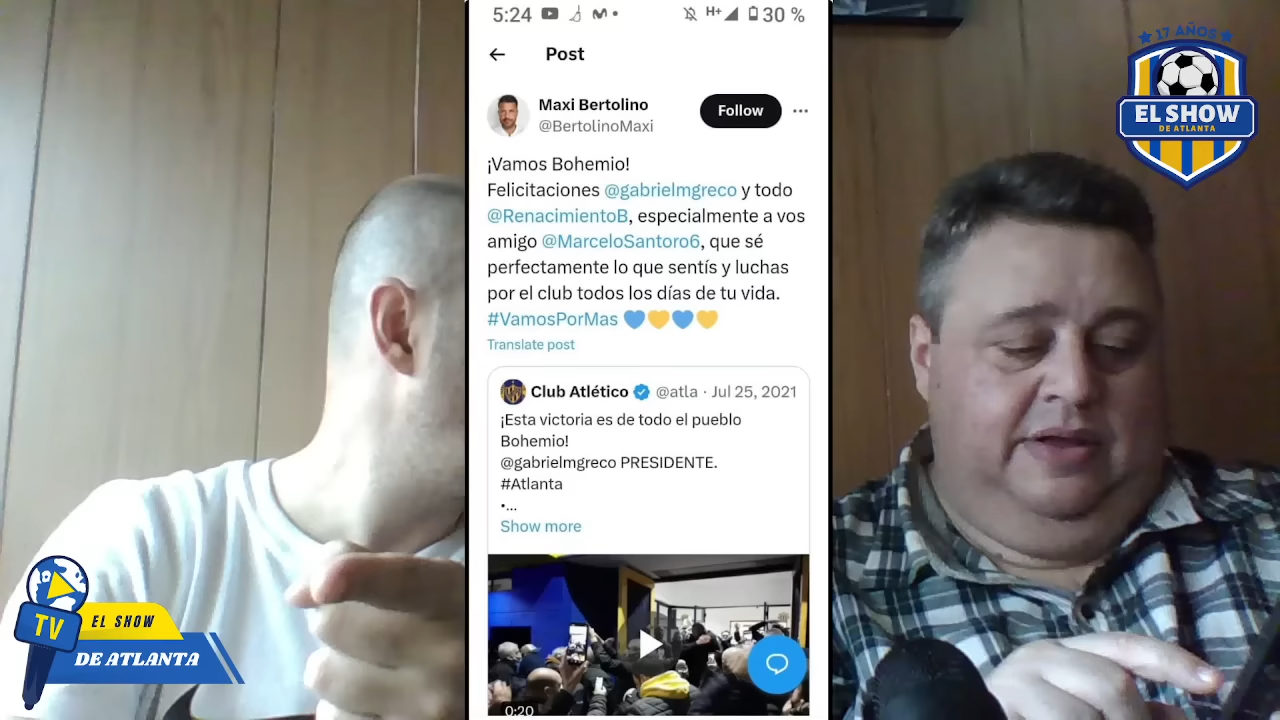 5:24
H+
30 %
Post
Maxi Bertolino
@BertolinoMaxi
Follow
¡Vamos Bohemio!
Felicitaciones @gabrielmgreco y todo
@RenacimientoB, especialmente a vos
amigo @MarceloSantoro6, que sé
perfectamente lo que sentís y luchas
por el club todos los días de tu vida.
#VamosPorMas 💙💛💙💛
Translate post
Club Atlético @atla · Jul 25, 2021
¡Esta victoria es de todo el pueblo
Bohemio!
@gabrielmgreco PRESIDENTE.
#Atlanta
•...
Show more
0:20
17 AÑOS
EL SHOW
DE ATLANTA
TV
EL SHOW
DE ATLANTA